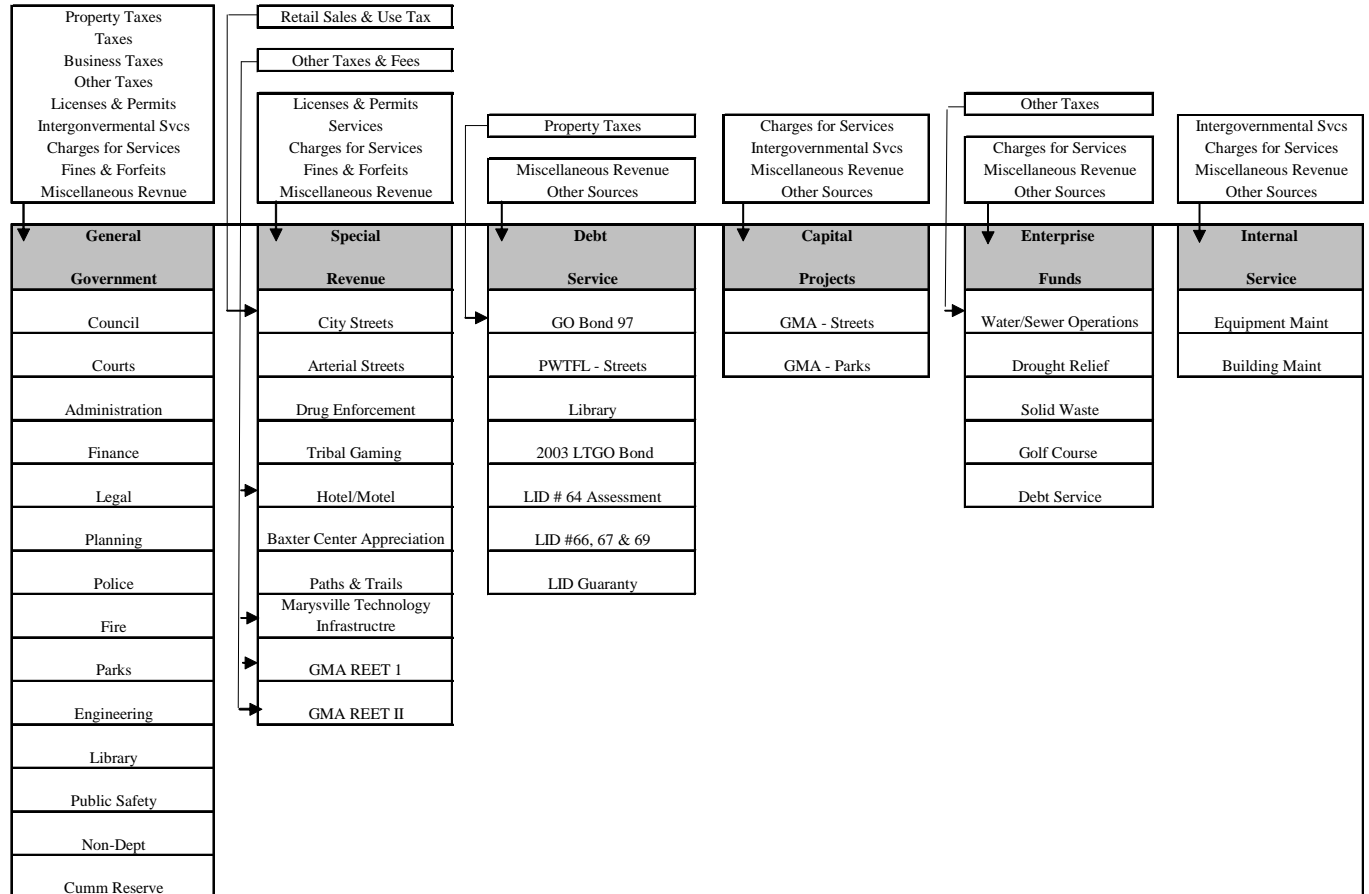 Property Taxes
Taxes
Business Taxes
Other Taxes
Licenses & Permits
Intergonvermental Svcs
Charges for Services
Fines & Forfeits
Miscellaneous Revnue
Retail Sales & Use Tax
Other Taxes & Fees
Licenses & Permits
Services
Charges for Services
Fines & Forfeits
Miscellaneous Revenue
Property Taxes
Miscellaneous Revenue
Other Sources
Charges for Services
Intergovernmental Svcs
Miscellaneous Revenue
Other Sources
Other Taxes
Charges for Services
Miscellaneous Revenue
Other Sources
Intergovernmental Svcs
Charges for Services
Miscellaneous Revenue
Other Sources
General
Government
Council
Courts
Administration
Finance
Legal
Planning
Police
Fire
Parks
Engineering
Library
Public Safety
Non-Dept
Cumm Reserve
Special
Revenue
City Streets
Arterial Streets
Drug Enforcement
Tribal Gaming
Hotel/Motel
Baxter Center Appreciation
Paths & Trails
Marysville Technology
Infrastructre
GMA REET 1
GMA REET II
Debt
Service
GO Bond 97
PWTFL - Streets
Library
2003 LTGO Bond
LID # 64 Assessment
LID #66, 67 & 69
LID Guaranty
Capital
Projects
GMA - Streets
GMA - Parks
Enterprise
Funds
Water/Sewer Operations
Drought Relief
Solid Waste
Golf Course
Debt Service
Internal
Service
Equipment Maint
Building Maint